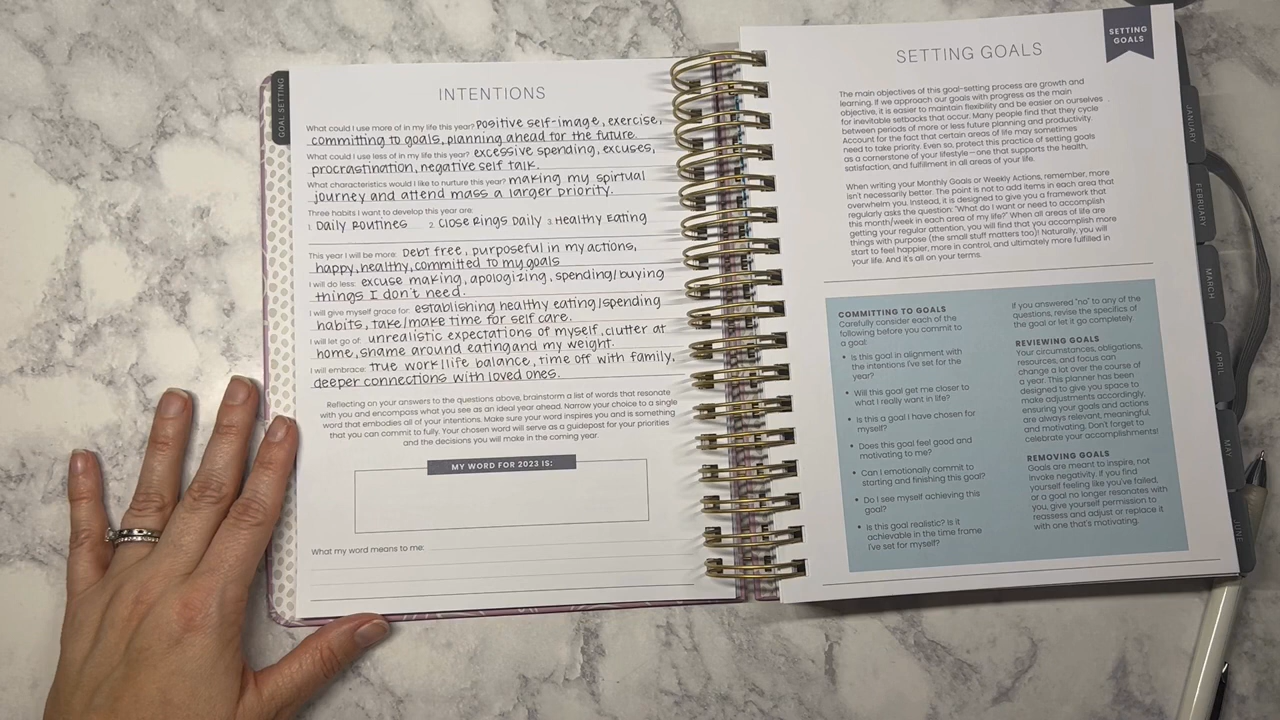 GOAL SETTING
INTENTIONS
What could I use more of in my life this year? Positive self-image, exercise,
committing to goals, planning ahead for the future.
What could I use less of in my life this year? excessive spending, excuses,
procrastination, negative self talk.
What characteristics would I like to nurture this year? making my spirtual
journey and attend mass a larger priority.
Three habits I want to develop this year are:
1. Daily Routines 2. Close Rings Daily 3. Healthy Eating
This year I will be more: Debt free, purposeful in my actions,
happy, healthy, committed to my goals
I will do less: excuse making, apologizing, spending/buying
things I don't need.
I will give myself grace for: establishing healthy eating/spending
habits, take/make time for self care.
I will let go of: unrealistic expectations of myself, clutter at
home, shame around eating and my weight.
I will embrace: true work/life balance, time off with family,
deeper connections with loved ones.
Reflecting on your answers to the questions above, brainstorm a list of words that resonate
with you and encompass what you see as an ideal year ahead. Narrow your choice to a single
word that embodies all of your intentions. Make sure your word inspires you and is something
that you can commit to fully. Your chosen word will serve as a guidepost for your priorities
and the decisions you will make in the coming year.
MY WORD FOR 2023 IS:
What my word means to me:
SETTING GOALS
SETTING
GOALS
The main objectives of this goal-setting process are growth and
learning. If we approach our goals with progress as the main
objective, it is easier to maintain flexibility and be easier on ourselves
for inevitable setbacks that occur. Many people find that they cycle
between periods of more or less future planning and productivity.
Account for the fact that certain areas of life may sometimes
need to take priority. Even so, protect this practice of setting goals
as a cornerstone of your lifestyle—one that supports the health,
satisfaction, and fulfillment in all areas of your life.
When writing your Monthly Goals or Weekly Actions, remember, more
isn't necessarily better. The point is not to add items in each area that
overwhelm you. Instead, it is designed to give you a framework that
regularly asks the question: "What do I want or need to accomplish
this month/week in each area of my life?" When all areas of life are
getting your regular attention, you will find that you accomplish more
things with purpose (the small stuff matters too)! Naturally, you will
start to feel happier, more in control, and ultimately more fulfilled in
your life. And it's all on your terms.
COMMITTING TO GOALS
Carefully consider each of the
following before you commit to
a goal:
• Is this goal in alignment with
the intentions I've set for the
year?
• Will this goal get me closer to
what I really want in life?
• Is this a goal I have chosen for
myself?
• Does this goal feel good and
motivating to me?
• Can I emotionally commit to
starting and finishing this goal?
• Do I see myself achieving this
goal?
• Is this goal realistic? Is it
achievable in the time frame
I've set for myself?
If you answered "no" to any of the
questions, revise the specifics of
the goal or let it go completely.
REVIEWING GOALS
Your circumstances, obligations,
resources, and focus can
change a lot over the course of
a year. This planner has been
designed to give you space to
make adjustments accordingly,
ensuring your goals and actions
are always relevant, meaningful,
and motivating. Don't forget to
celebrate your accomplishments!
REMOVING GOALS
Goals are meant to inspire, not
invoke negativity. If you find
yourself feeling like you've failed,
or a goal no longer resonates with
you, give yourself permission to
reassess and adjust or replace it
with one that's motivating.
JANUARY
FEBRUARY
MARCH
APRIL
MAY
JUNE